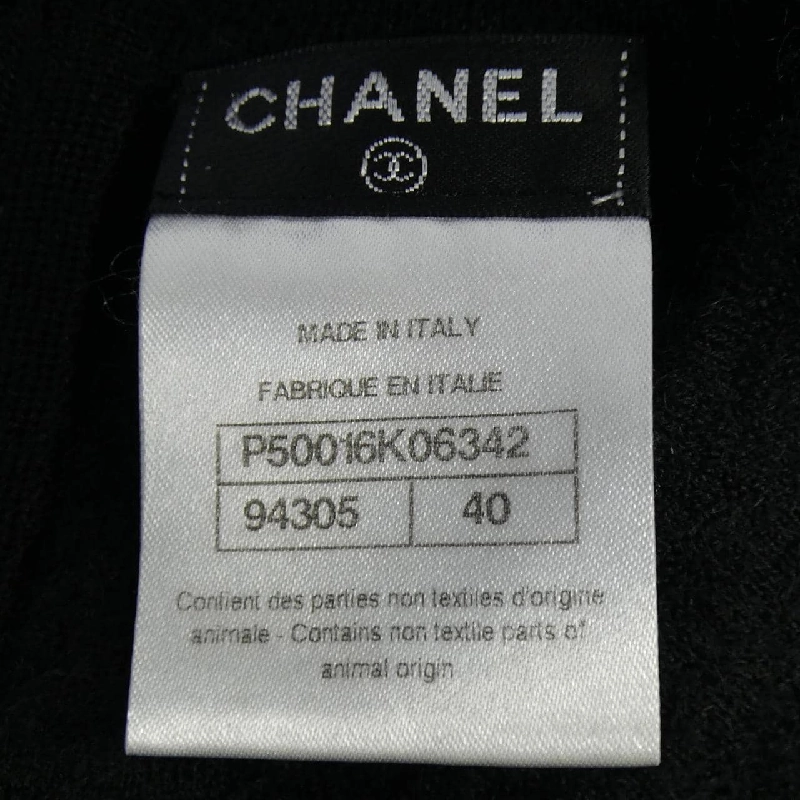 CHANEL
MADE IN ITALY
FABRIQUE EN ITALIE
P50016K06342
94305 40
Contient des parties non textiles d'origine
animale - Contains non textile parts of
animal origin